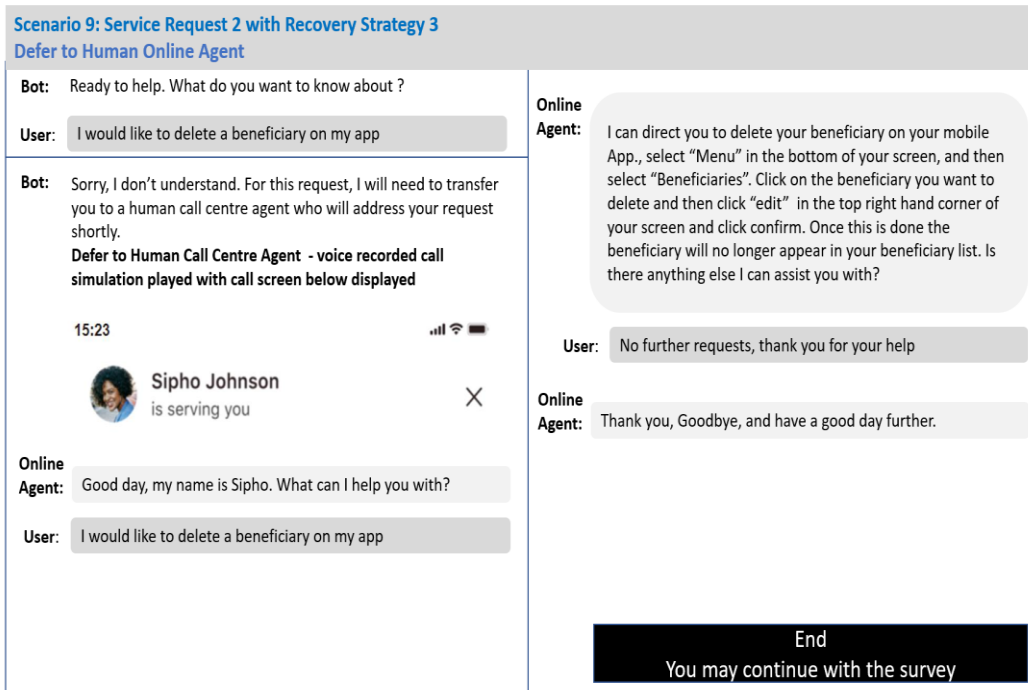 Scenario 9: Service Request 2 with Recovery Strategy 3
Defer to Human Online Agent
Bot: Ready to help. What do you want to know about ?
User: I would like to delete a beneficiary on my app
Bot: Sorry, I don't understand. For this request, I will need to transfer
you to a human call centre agent who will address your request
shortly.
Defer to Human Call Centre Agent - voice recorded call
simulation played with call screen below displayed
15:23
Sipho Johnson
is serving you
Online
Agent: Good day, my name is Sipho. What can I help you with?
User: I would like to delete a beneficiary on my app
Online
Agent: I can direct you to delete your beneficiary on your mobile
App., select “Menu” in the bottom of your screen, and then
select “Beneficiaries”. Click on the beneficiary you want to
delete and then click “edit” in the top right hand corner of
your screen and click confirm. Once this is done the
beneficiary will no longer appear in your beneficiary list. Is
there anything else I can assist you with?
User: No further requests, thank you for your help
Online
Agent: Thank you, Goodbye, and have a good day further.
End
You may continue with the survey